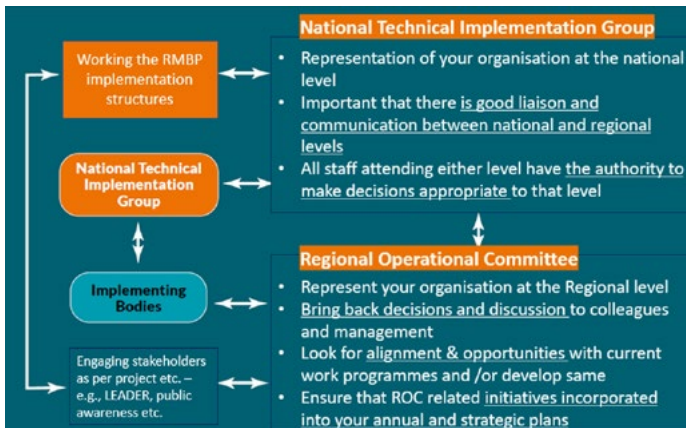 Working the RMBP
implementation
structures
National Technical
Implementation
Group
Implementing
Bodies
Engaging stakeholders
as per project etc. –
e.g., LEADER, public
awareness etc.
National Technical Implementation Group
• Representation of your organisation at the national
level
• Important that there is good liaison and
communication between national and regional
levels
• All staff attending either level have the authority to
make decisions appropriate to that level
Regional Operational Committee
• Represent your organisation at the Regional level
• Bring back decisions and discussion to colleagues
and management
• Look for alignment & opportunities with current
work programmes and /or develop same
• Ensure that ROC related initiatives incorporated
into your annual and strategic plans